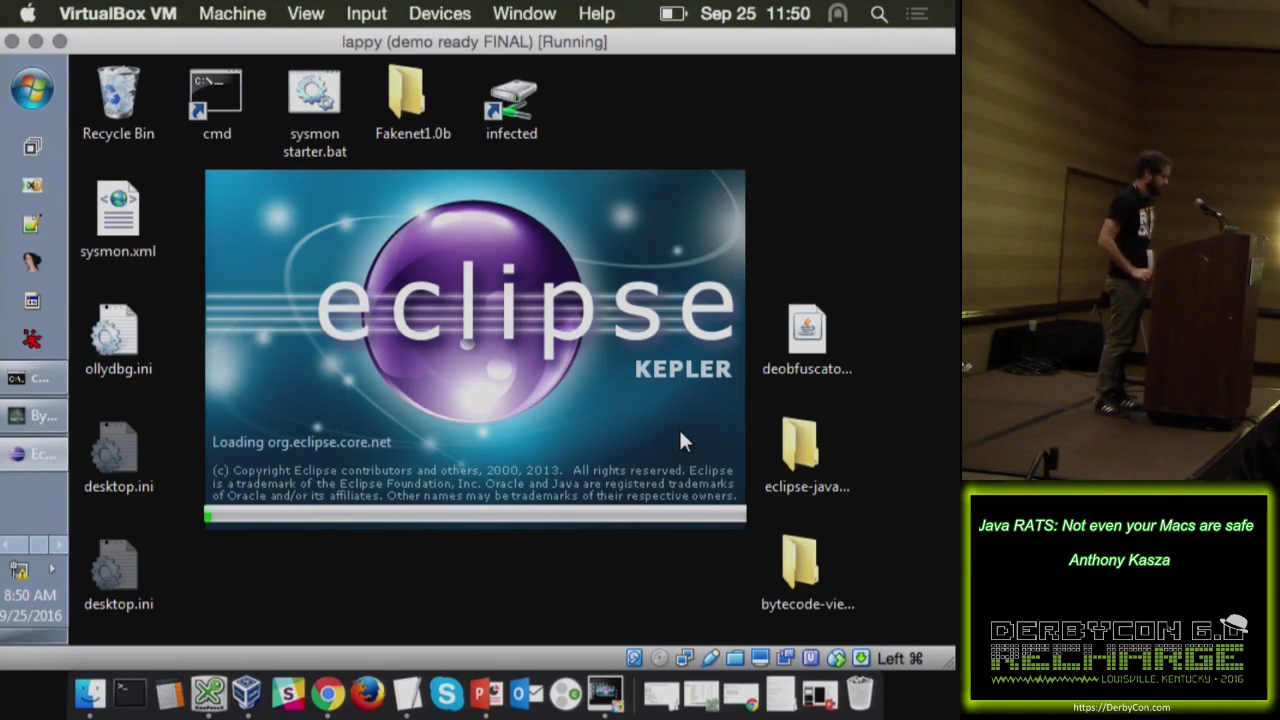 VirtualBox VM Machine View Input Devices Window Help Sep 25 11:50
lappy (demo ready FINAL) [Running]
Recycle Bin
cmd
sysmon
starter.bat
Fakenet1.0b
infected
sysmon.xml
ollydbg.ini
desktop.ini
desktop.ini
eclipse
KEPLER
Loading org.eclipse.core.net
(c) Copyright Eclipse contributors and others, 2000, 2013. All rights reserved. Eclipse
is a trademark of the Eclipse Foundation, Inc. Oracle and Java are registered trademarks
of Oracle and/or its affiliates. Other names may be trademarks of their respective owners.
deobfuscato...
eclipse-java...
bytecode-vie...
C...
By...
Ec...
8:50 AM
9/25/2016
Left ⌘
Java RATS: Not even your Macs are safe
Anthony Kasza
DERBYCON 6.0
RECHARGE
LOUISVILLE, KENTUCKY • 2016
https://DerbyCon.com